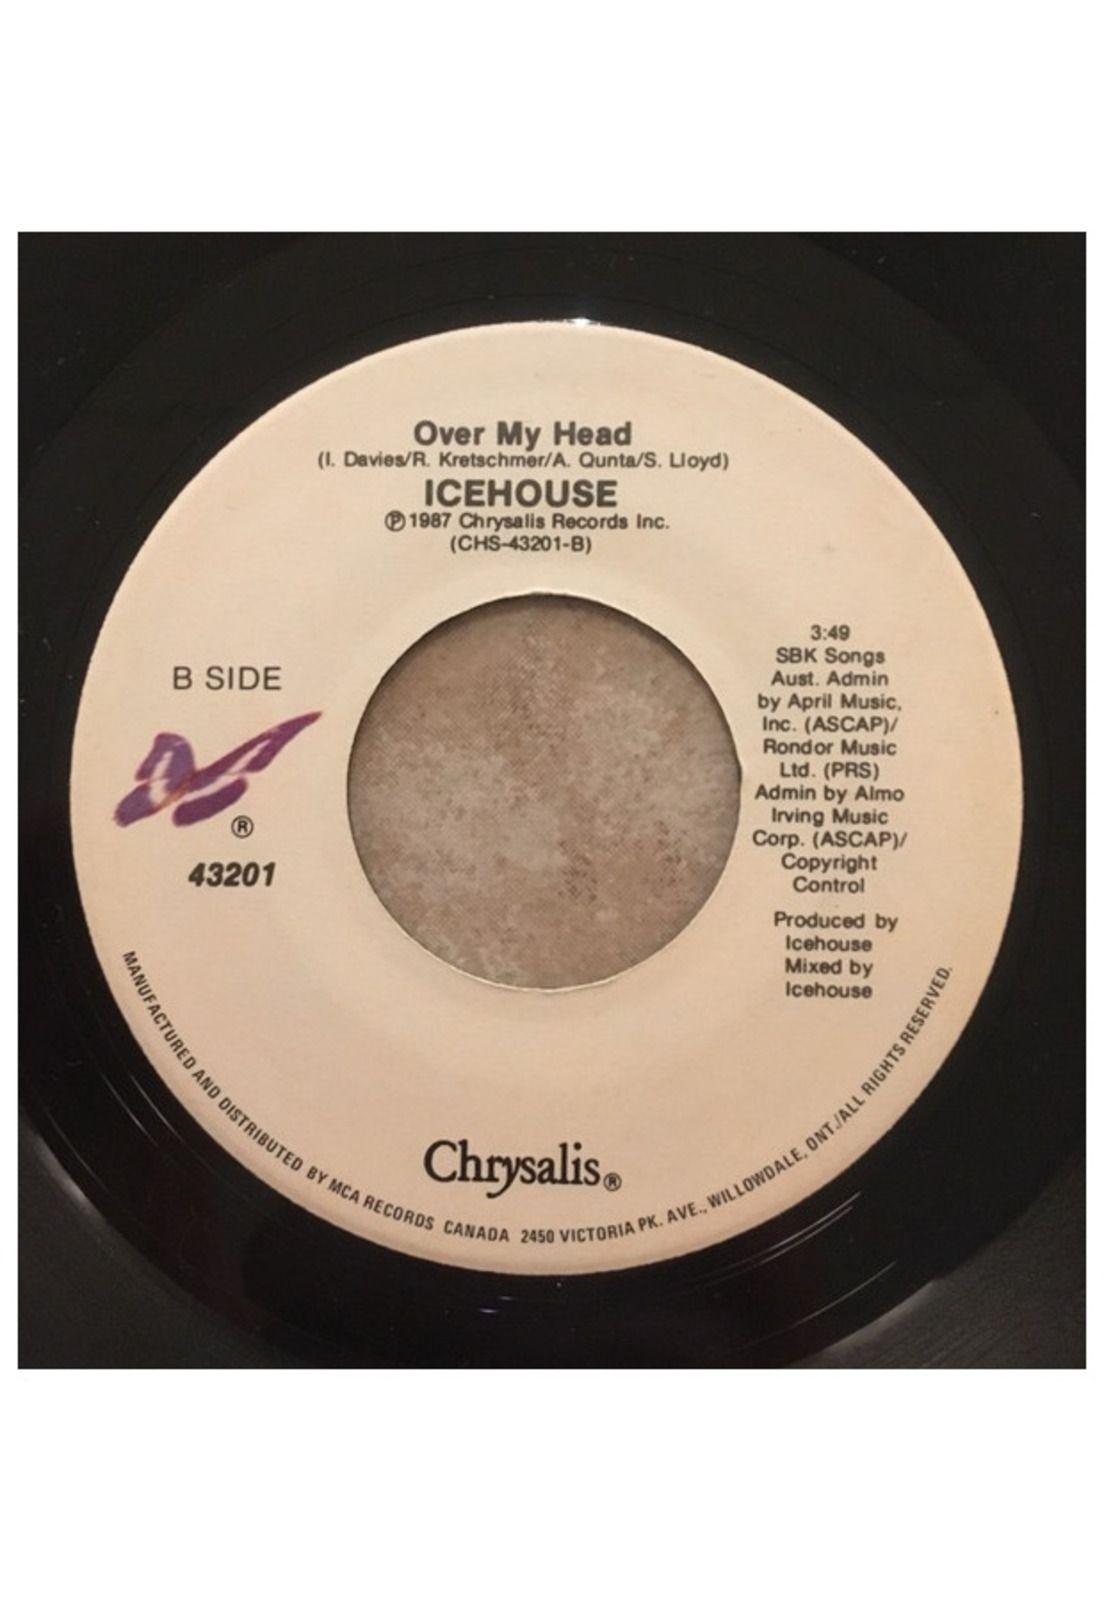 Over My Head
(I. Davies/R. Kretschmer/A. Qunta/S. Lloyd)
ICEHOUSE
℗1987 Chrysalis Records Inc.
(CHS-43201-B)
B SIDE
®
43201
3:49
SBK Songs
Aust. Admin
by April Music,
Inc. (ASCAP)/
Rondor Music
Ltd. (PRS)
Admin by Almo
Irving Music
Corp. (ASCAP)/
Copyright
Control
Produced by
Icehouse
Mixed by
Icehouse
Chrysalis®
MANUFACTURED AND DISTRIBUTED BY MCA RECORDS CANADA 2450 VICTORIA PK. AVE., WILLOWDALE, ONT./ALL RIGHTS RESERVED.